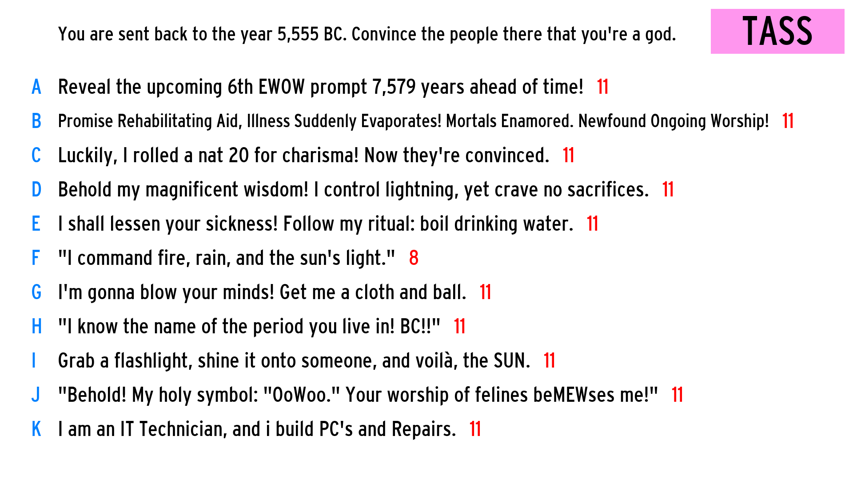 You are sent back to the year 5,555 BC. Convince the people there that you're a god.
TASS
A Reveal the upcoming 6th EWOW prompt 7,579 years ahead of time! 11
B Promise Rehabilitating Aid, Illness Suddenly Evaporates! Mortals Enamored. Newfound Ongoing Worship! 11
C Luckily, I rolled a nat 20 for charisma! Now they're convinced. 11
D Behold my magnificent wisdom! I control lightning, yet crave no sacrifices. 11
E I shall lessen your sickness! Follow my ritual: boil drinking water. 11
F "I command fire, rain, and the sun's light." 8
G I'm gonna blow your minds! Get me a cloth and ball. 11
H "I know the name of the period you live in! BC!!" 11
I Grab a flashlight, shine it onto someone, and voilà, the SUN. 11
J "Behold! My holy symbol: "OoWoo." Your worship of felines beMEWses me!" 11
K I am an IT Technician, and i build PC's and Repairs. 11